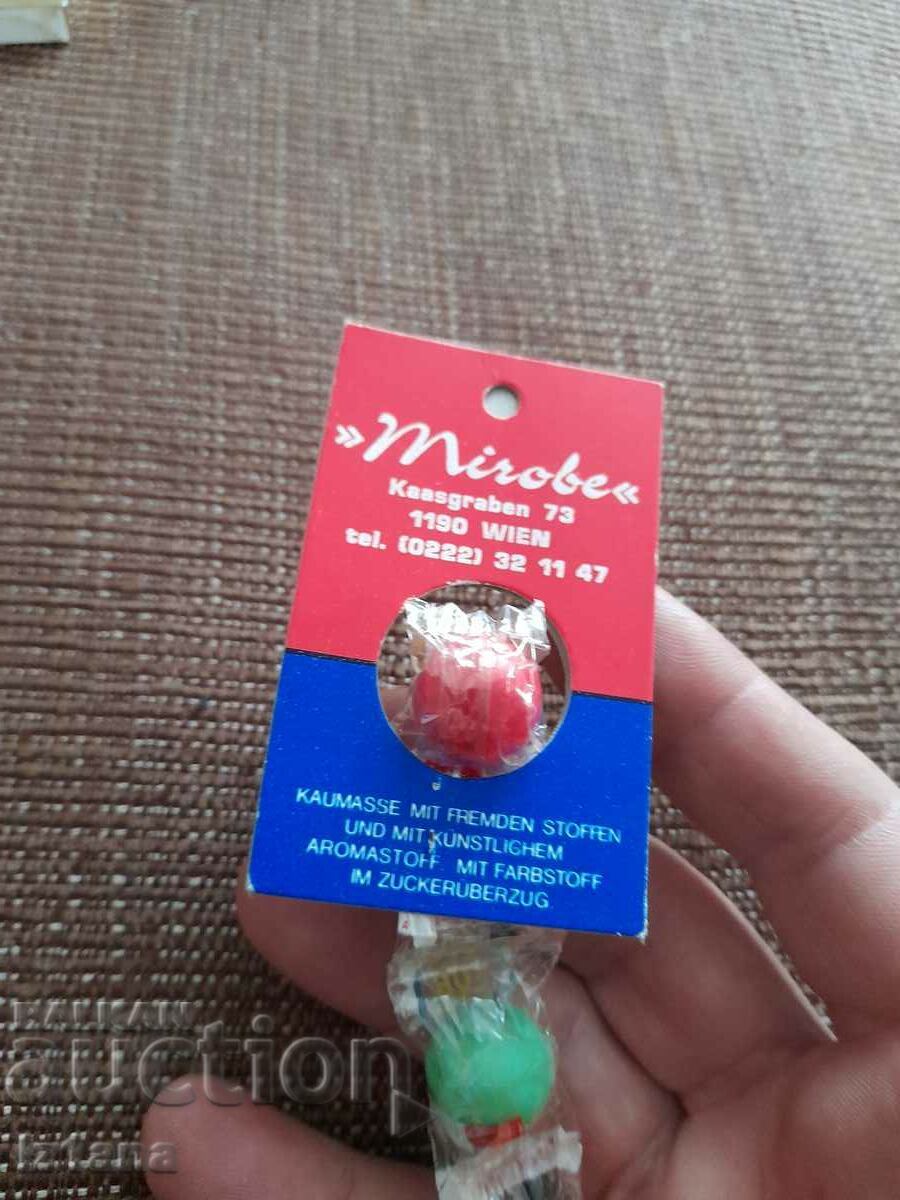 »Mirobe«
Kaasgraben 73
1190 WIEN
tel. (0222) 32 11 47
KAUMASSE MIT FREMDEN STOFFEN
UND MIT KÜNSTLICHEM
AROMASTOFF MIT FARBSTOFF
IM ZUCKERÜBERZUG
BALKAN
auction
Iztana